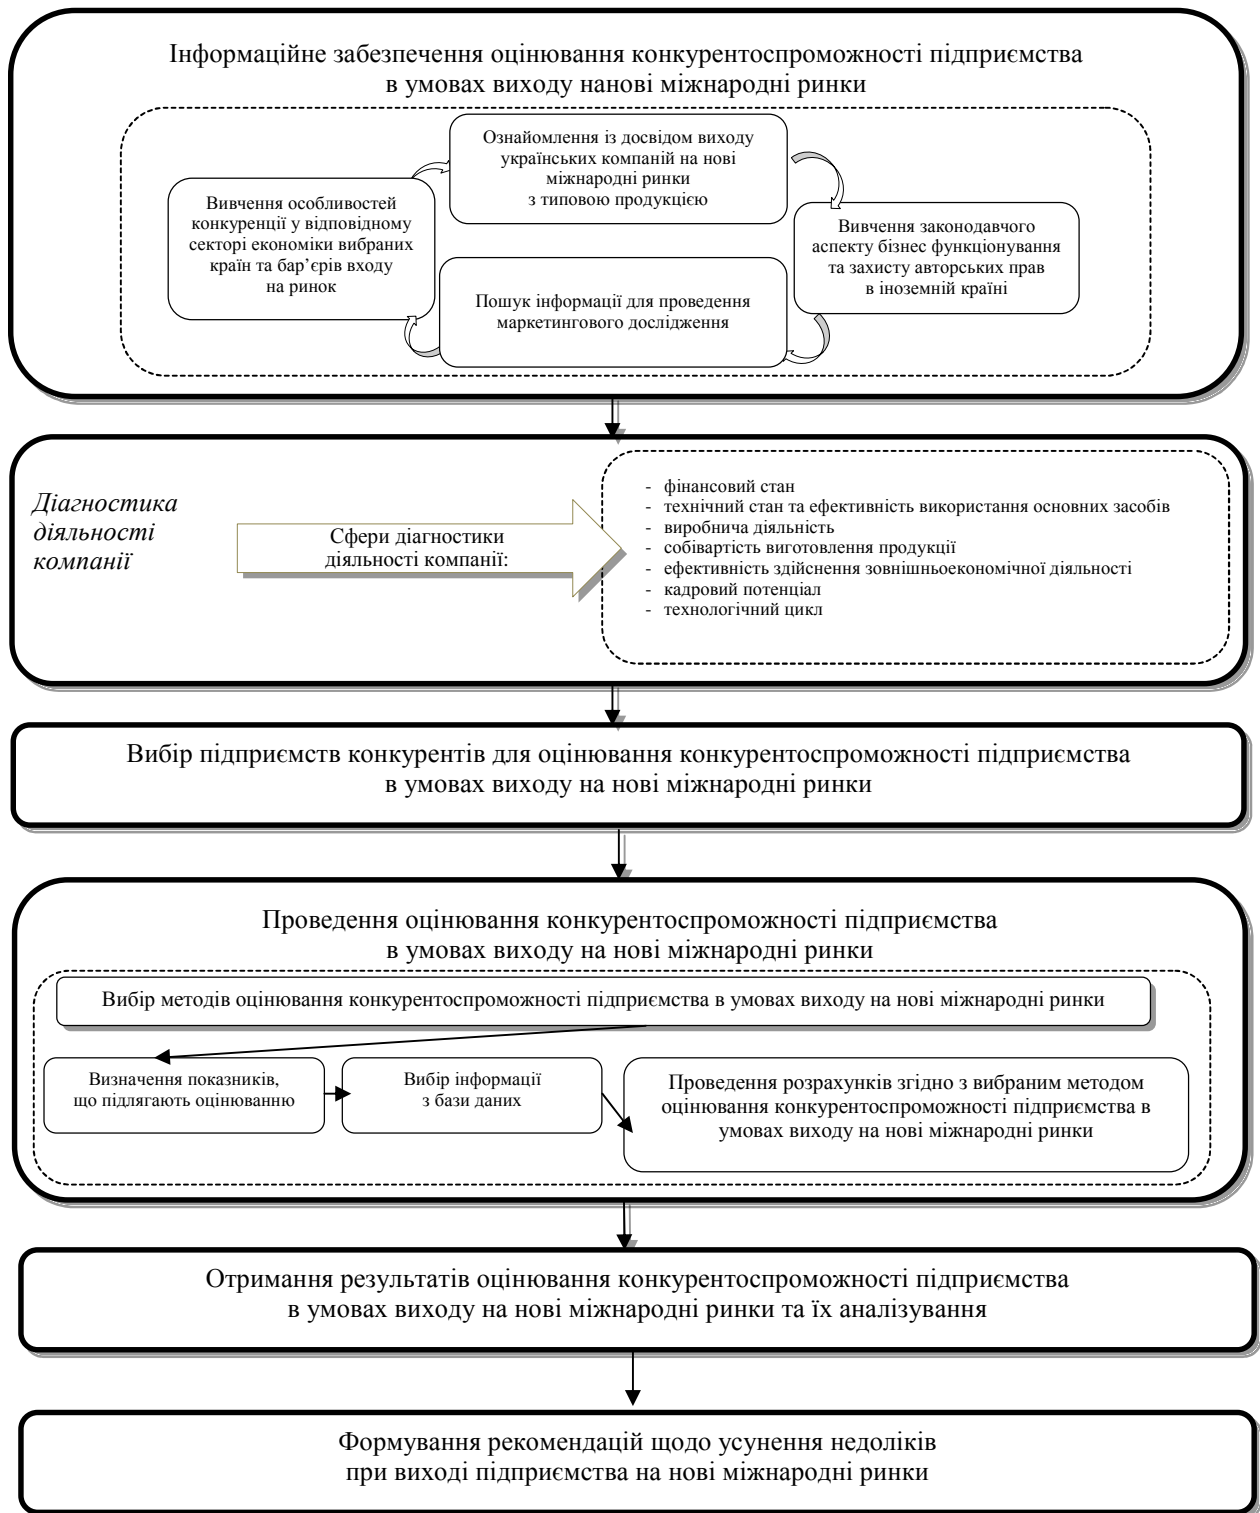 Інформаційне забезпечення оцінювання конкурентоспроможності підприємства
в умовах виходу нанові міжнародні ринки
Ознайомлення із досвідом виходу
українських компаній на нові
міжнародні ринки
з типовою продукцією
Вивчення особливостей
конкуренції у відповідному
секторі економіки вибраних
країн та бар’єрів входу
на ринок
Вивчення законодавчого
аспекту бізнес функціонування
та захисту авторських прав
в іноземній країні
Пошук інформації для проведення
маркетингового дослідження
Діагностика
діяльності
компанії
Сфери діагностики
діяльності компанії:
- фінансовий стан
- технічний стан та ефективність використання основних засобів
- виробнича діяльність
- собівартість виготовлення продукції
- ефективність здійснення зовнішньоекономічної діяльності
- кадровий потенціал
- технологічний цикл
Вибір підприємств конкурентів для оцінювання конкурентоспроможності підприємства
в умовах виходу на нові міжнародні ринки
Проведення оцінювання конкурентоспроможності підприємства
в умовах виходу на нові міжнародні ринки
Вибір методів оцінювання конкурентоспроможності підприємства в умовах виходу на нові міжнародні ринки
Визначення показників,
що підлягають оцінюванню
Вибір інформації
з бази даних
Проведення розрахунків згідно з вибраним методом
оцінювання конкурентоспроможності підприємства в
умовах виходу на нові міжнародні ринки
Отримання результатів оцінювання конкурентоспроможності підприємства
в умовах виходу на нові міжнародні ринки та їх аналізування
Формування рекомендацій щодо усунення недоліків
при виході підприємства на нові міжнародні ринки